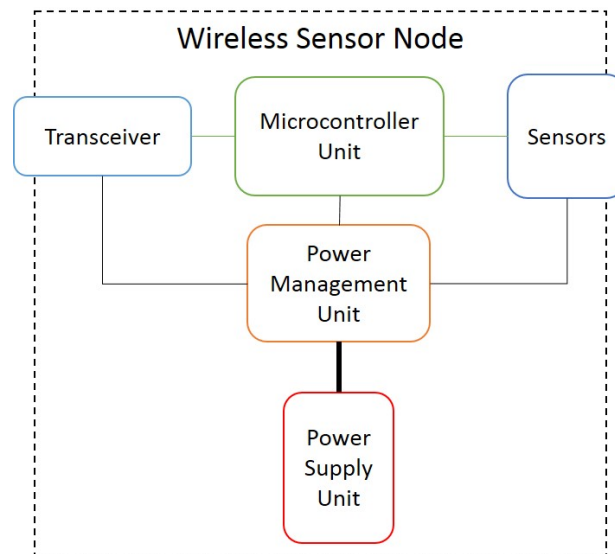 Wireless Sensor Node
Transceiver
Microcontroller
Unit
Sensors
Power
Management
Unit
Power
Supply
Unit